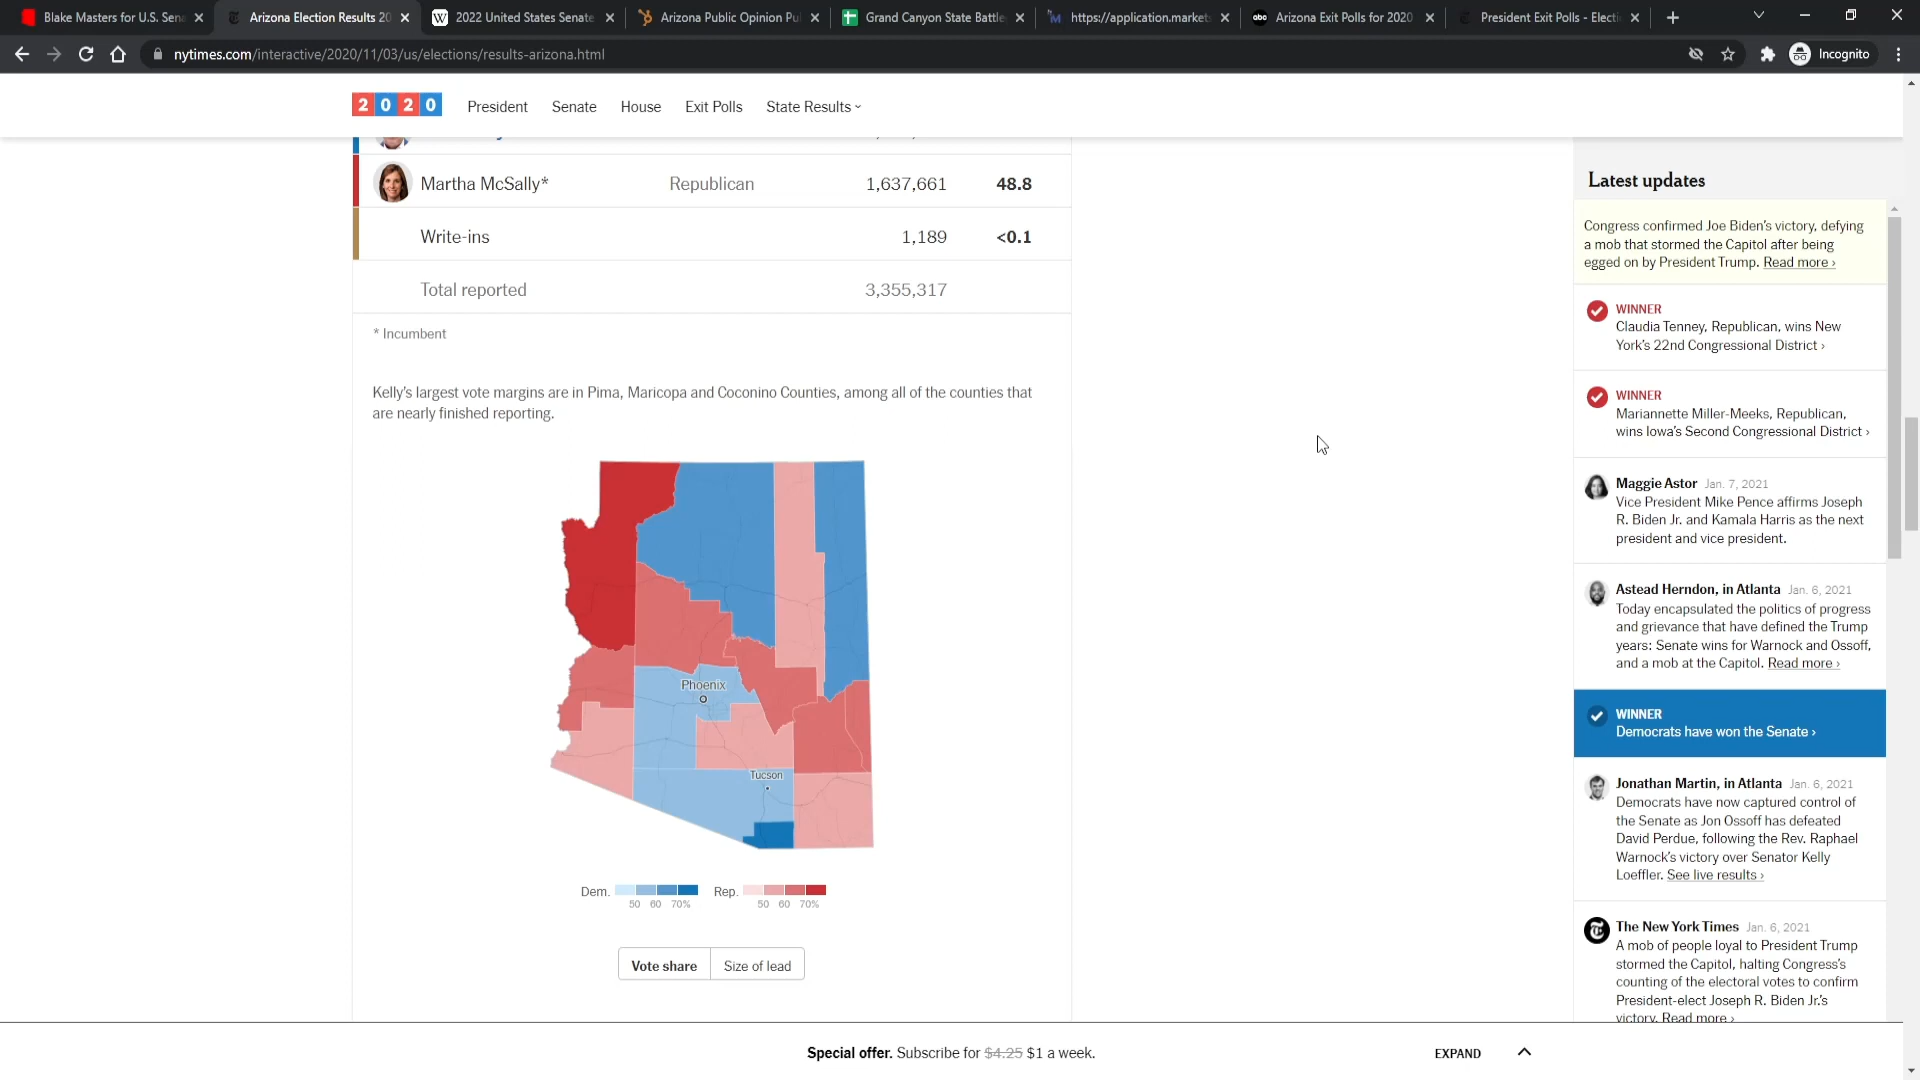 Blake Masters for U.S. Sena
Arizona Election Results 20
2022 United States Senate
Arizona Public Opinion Pu
Grand Canyon State Battle
https://application.markets
Arizona Exit Polls for 2020
President Exit Polls - Electi
nytimes.com/interactive/2020/11/03/us/elections/results-arizona.html
Incognito
2020
President
Senate
House
Exit Polls
State Results
Martha McSally* Republican 1,637,661 48.8
Write-ins 1,189 <0.1
Total reported 3,355,317
* Incumbent
Kelly's largest vote margins are in Pima, Maricopa and Coconino Counties, among all of the counties that
are nearly finished reporting.
Phoenix
Tucson
Dem.
50 60 70%
Rep.
50 60 70%
Vote share
Size of lead
Latest updates
Congress confirmed Joe Biden's victory, defying
a mob that stormed the Capitol after being
egged on by President Trump. Read more ›
WINNER
Claudia Tenney, Republican, wins New
York's 22nd Congressional District ›
WINNER
Mariannette Miller-Meeks, Republican,
wins Iowa's Second Congressional District ›
Maggie Astor Jan. 7, 2021
Vice President Mike Pence affirms Joseph
R. Biden Jr. and Kamala Harris as the next
president and vice president.
Astead Herndon, in Atlanta Jan. 6, 2021
Today encapsulated the politics of progress
and grievance that have defined the Trump
years: Senate wins for Warnock and Ossoff,
and a mob at the Capitol. Read more ›
WINNER
Democrats have won the Senate ›
Jonathan Martin, in Atlanta Jan. 6, 2021
Democrats have now captured control of
the Senate as Jon Ossoff has defeated
David Perdue, following the Rev. Raphael
Warnock's victory over Senator Kelly
Loeffler. See live results ›
The New York Times Jan. 6, 2021
A mob of people loyal to President Trump
stormed the Capitol, halting Congress's
counting of the electoral votes to confirm
President-elect Joseph R. Biden Jr.'s
victory. Read more ›
Special offer. Subscribe for $4.25 $1 a week.
EXPAND